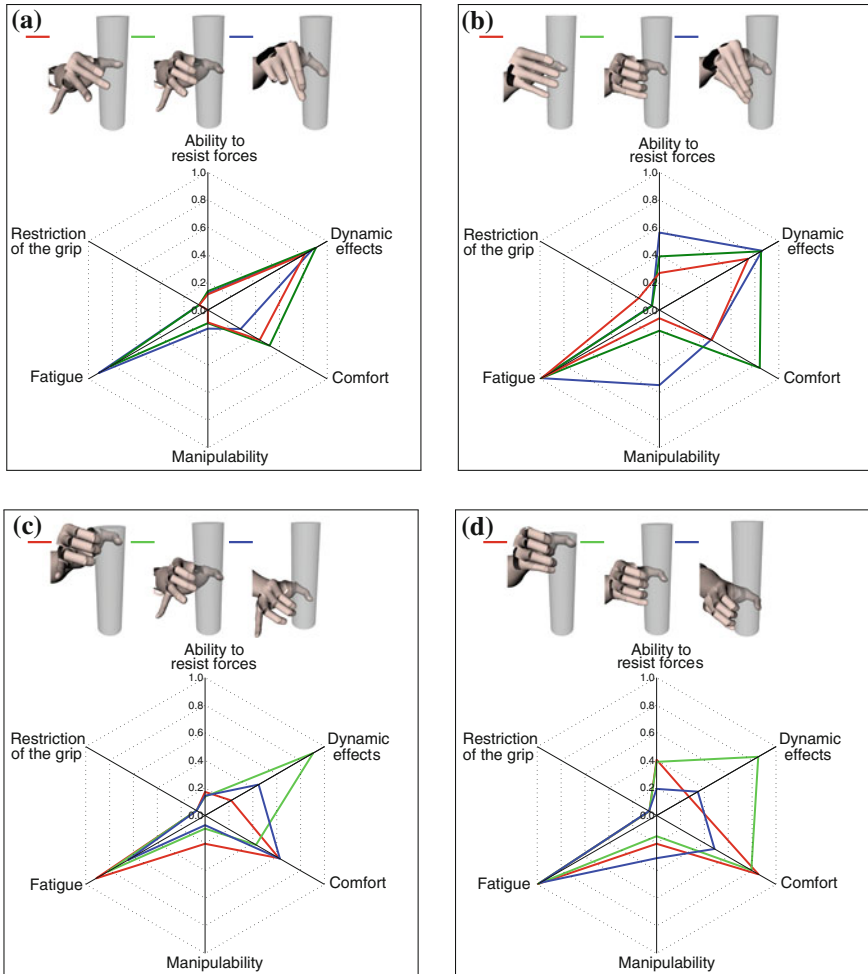 (a)
Ability to
resist forces
1.0
0.8
0.6
0.4
0.2
0.0
Restriction
of the grip
Dynamic
effects
Fatigue
Comfort
Manipulability
(b)
Ability to
resist forces
1.0
0.8
0.6
0.4
0.2
0.0
Restriction
of the grip
Dynamic
effects
Fatigue
Comfort
Manipulability
(c)
Ability to
resist forces
1.0
0.8
0.6
0.4
0.2
0.0
Restriction
of the grip
Dynamic
effects
Fatigue
Comfort
Manipulability
(d)
Ability to
resist forces
1.0
0.8
0.6
0.4
0.2
0.0
Restriction
of the grip
Dynamic
effects
Fatigue
Comfort
Manipulability